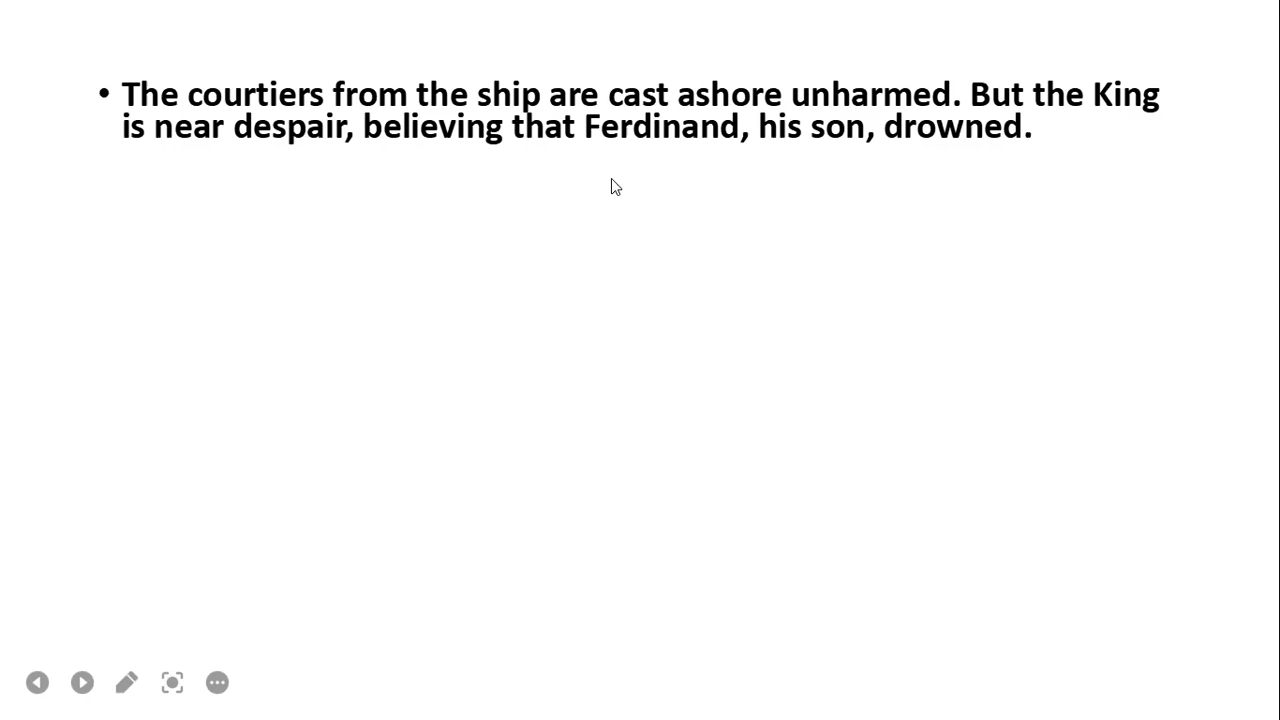 • The courtiers from the ship are cast ashore unharmed. But the King
is near despair, believing that Ferdinand, his son, drowned.